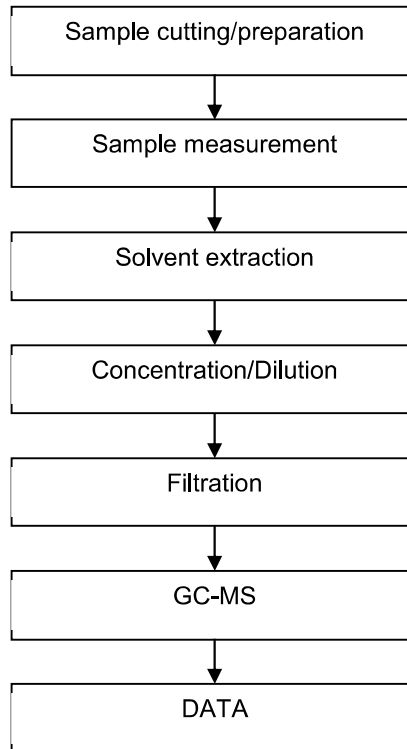 Sample cutting/preparation
Sample measurement
Solvent extraction
Concentration/Dilution
Filtration
GC-MS
DATA